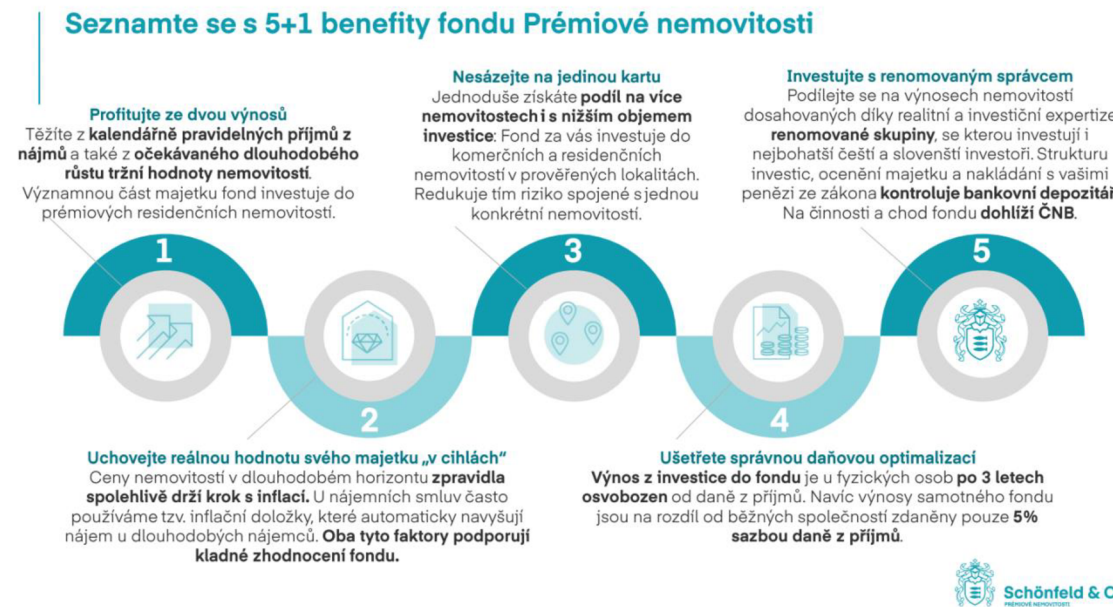 Seznamte se s 5+1 benefity fondu Prémiové nemovitosti
Profitujte ze dvou výnosů
Těžíte z kalendářně pravidelných příjmů z
nájmů a také z očekávaného dlouhodobého
růstu tržní hodnoty nemovitostí.
Významnou část majetku fond investuje do
prémiových residenčních nemovitostí.
1
Uchovejte reálnou hodnotu svého majetku „v cihlách“
Ceny nemovitostí v dlouhodobém horizontu zpravidla
spolehlivě drží krok s inflací. U nájemních smluv často
používáme tzv. inflační doložky, které automaticky navyšují
nájem u dlouhodobých nájemců. Oba tyto faktory podporují
kladné zhodnocení fondu.
2
Nesázejte na jedinou kartu
Jednoduše získáte podíl na více
nemovitostech i s nižším objemem
investice: Fond za vás investuje do
komerčních a residenčních
nemovitostí v prověřených lokalitách.
Redukuje tím riziko spojené s jednou
konkrétní nemovitostí.
3
Ušetřete správnou daňovou optimalizací
Výnos z investice do fondu je u fyzických osob po 3 letech
osvobozen od daně z příjmů. Navíc výnosy samotného fondu
jsou na rozdíl od běžných společností zdaněny pouze 5%
sazbou daně z příjmů.
4
Investujte s renomovaným správcem
Podílejte se na výnosech nemovitostí
dosahovaných díky realitní a investiční expertize
renomované skupiny, se kterou investují i
nejbohatší čeští a slovenští investoři. Strukturu
investic, ocenění majetku a nakládání s vašimi
penězi ze zákona kontroluje bankovní depozitář
Na činnosti a chod fondu dohlíží ČNB.
5
Schönfeld & C
PRÉMIOVÉ NEMOVITOSTI